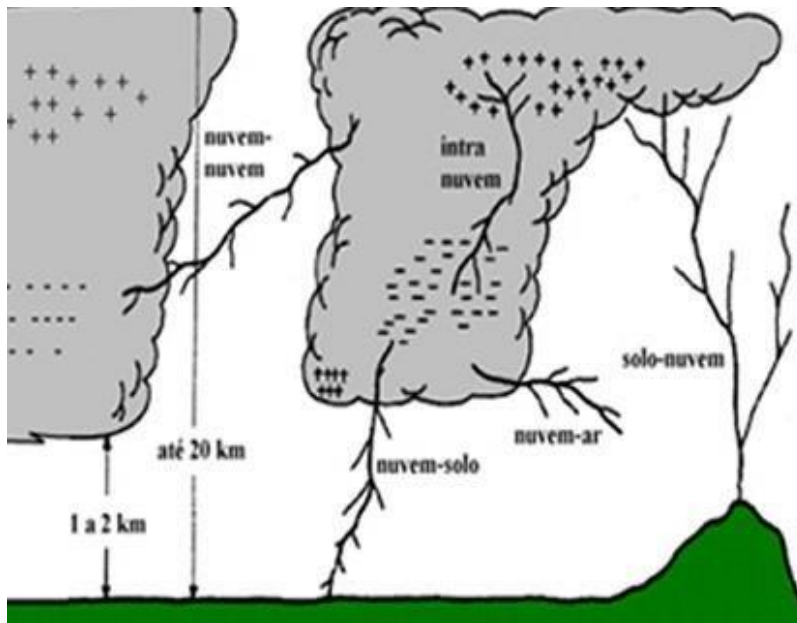 nuvem-
nuvem
intra
nuvem
solo-nuvem
nuvem-ar
até 20 km
nuvem-solo
1 a 2 km